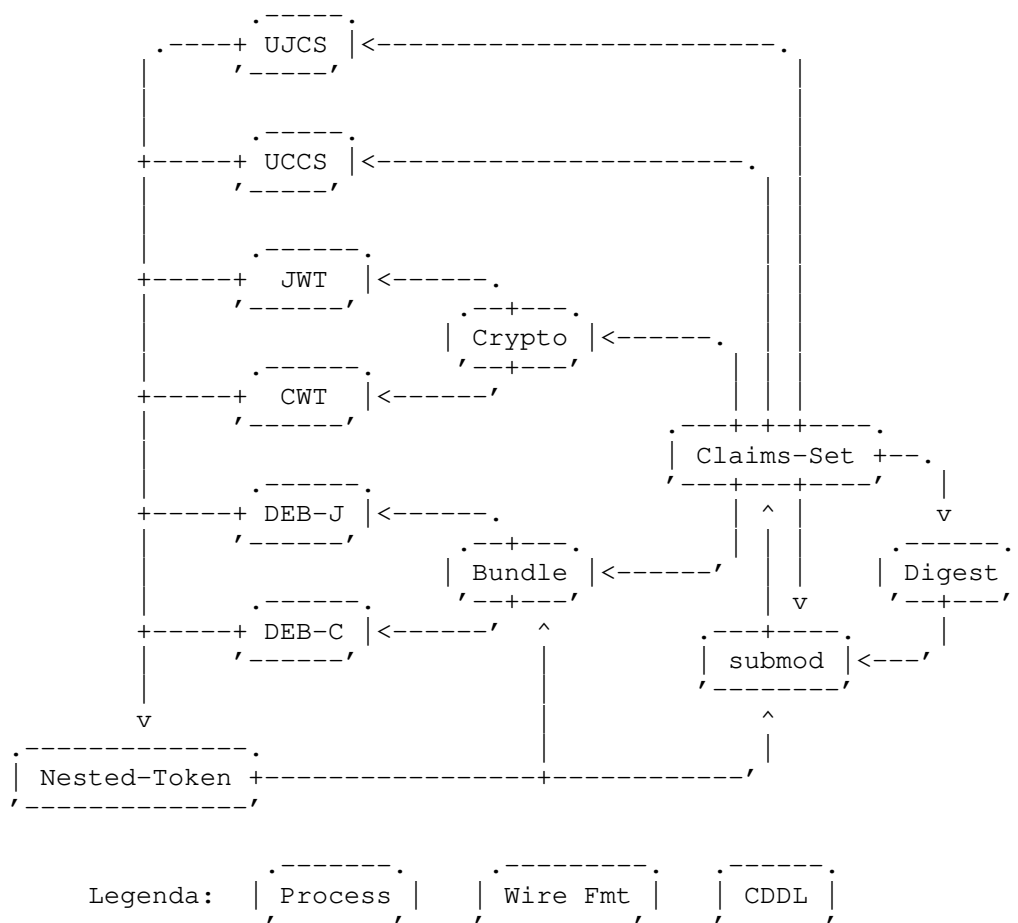 UJCS
UCCS
JWT
Crypto
CWT
Claims-Set
DEB-J
Bundle
Digest
DEB-C
submod
Nested-Token
Legenda: Process Wire Fmt CDDL